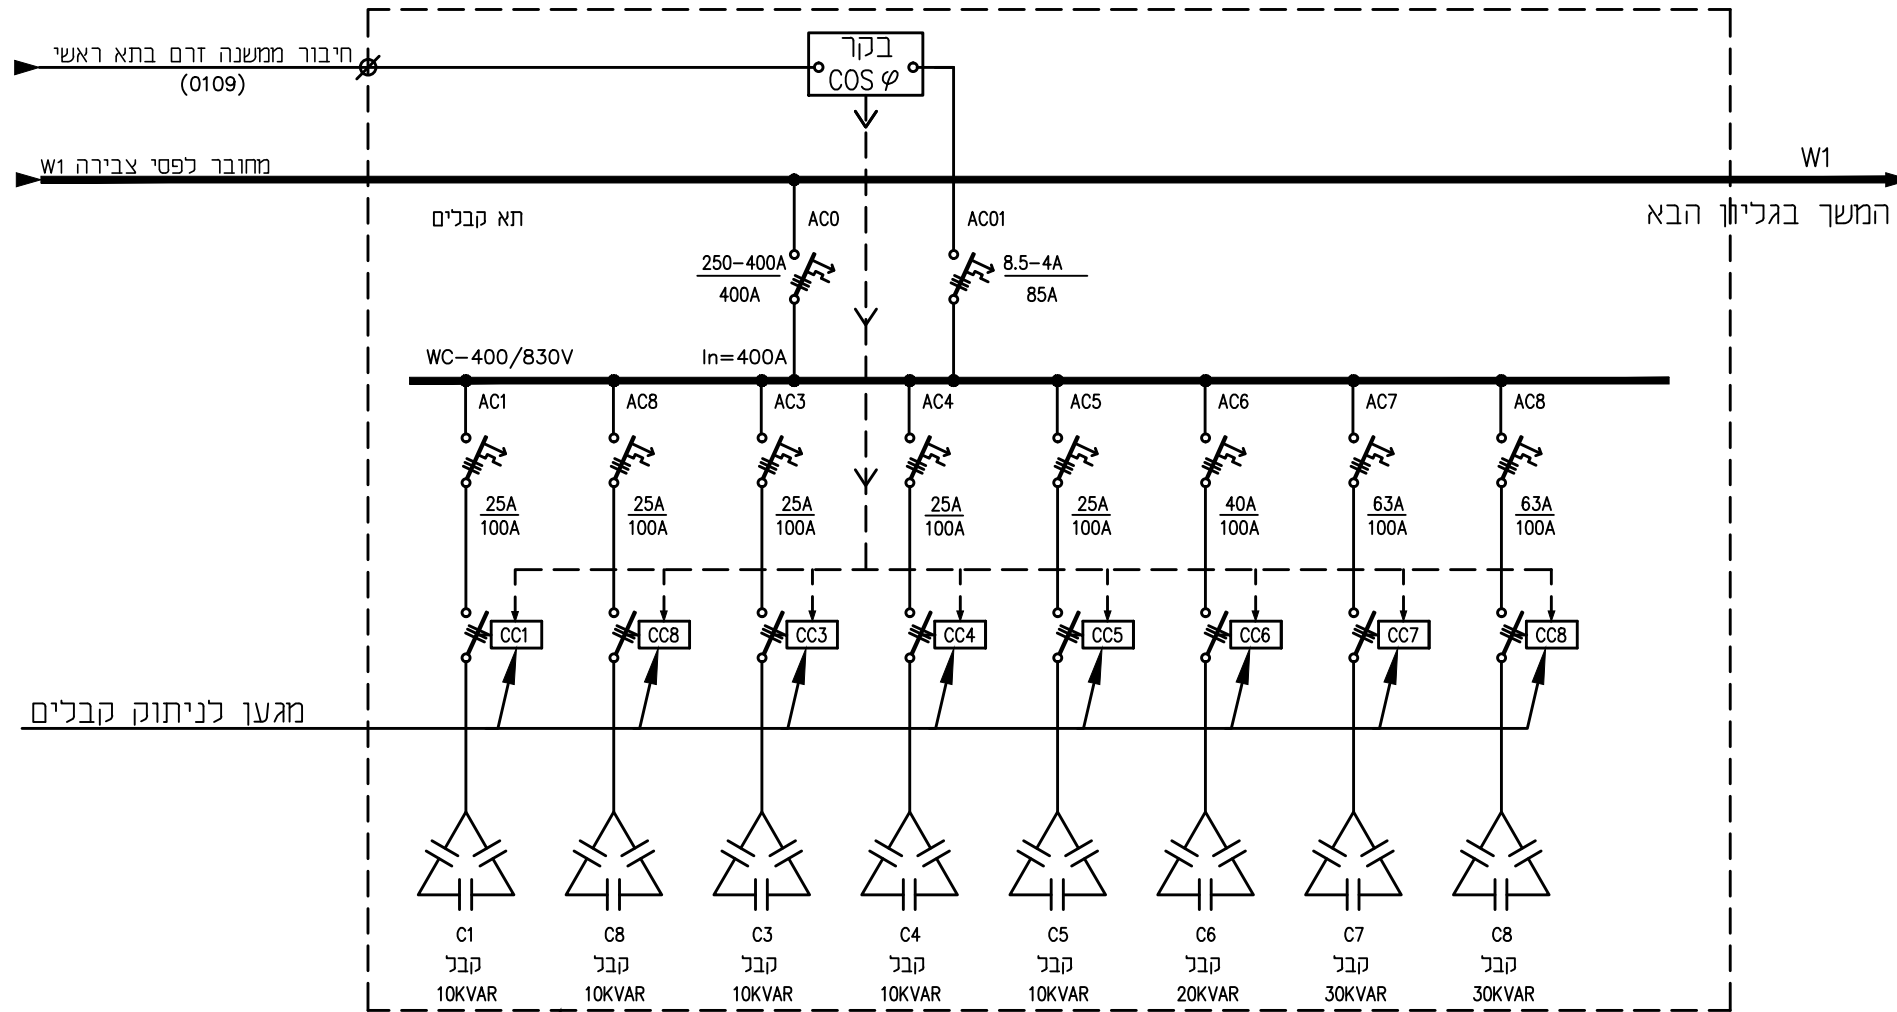 חיבור ממשנה זרם בתא ראשי
(0109)
בקר
COS φ
מחובר לפסי צבירה W1
W1
המשך בגליון הבא
תא קבלים
AC0
AC01
250-400A
400A
8.5-4A
85A
WC-400/830V
In=400A
AC1
AC8
AC3
AC4
AC5
AC6
AC7
AC8
25A
100A
25A
100A
25A
100A
25A
100A
25A
100A
40A
100A
63A
100A
63A
100A
CC1
CC8
CC3
CC4
CC5
CC6
CC7
CC8
מגען לניתוק קבלים
C1
קבל
10KVAR
C8
קבל
10KVAR
C3
קבל
10KVAR
C4
קבל
10KVAR
C5
קבל
10KVAR
C6
קבל
20KVAR
C7
קבל
30KVAR
C8
קבל
30KVAR